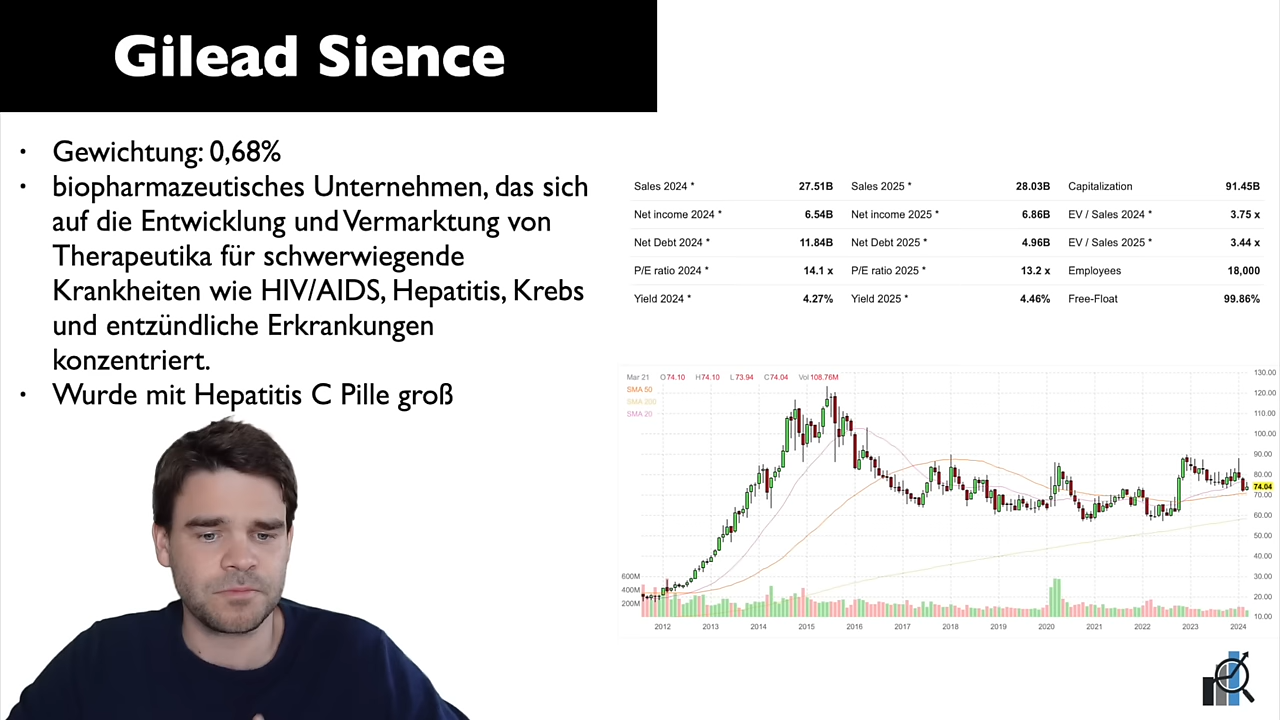 Gilead Sience
• Gewichtung: 0,68%
• biopharmazeutisches Unternehmen, das sich
auf die Entwicklung und Vermarktung von
Therapeutika für schwerwiegende
Krankheiten wie HIV/AIDS, Hepatitis, Krebs
und entzündliche Erkrankungen
konzentriert.
• Wurde mit Hepatitis C Pille groß
Sales 2024 * 27.51B Sales 2025 * 28.03B Capitalization 91.45B
Net income 2024 * 6.54B Net income 2025 * 6.86B EV / Sales 2024 * 3.75 x
Net Debt 2024 * 11.84B Net Debt 2025 * 4.96B EV / Sales 2025 * 3.44 x
P/E ratio 2024 * 14.1 x P/E ratio 2025 * 13.2 x Employees 18,000
Yield 2024 * 4.27% Yield 2025 * 4.46% Free-Float 99.86%
Mar 21 O74.10 H74.10 L73.94 C74.04 Vol 108.76M
SMA 50
SMA 200
SMA 20
130.00
120.00
110.00
100.00
90.00
80.00
74.04
70.00
60.00
50.00
40.00
600M 30.00
400M 20.00
200M
10.00
2012 2013 2014 2015 2016 2017 2018 2019 2020 2021 2022 2023 2024